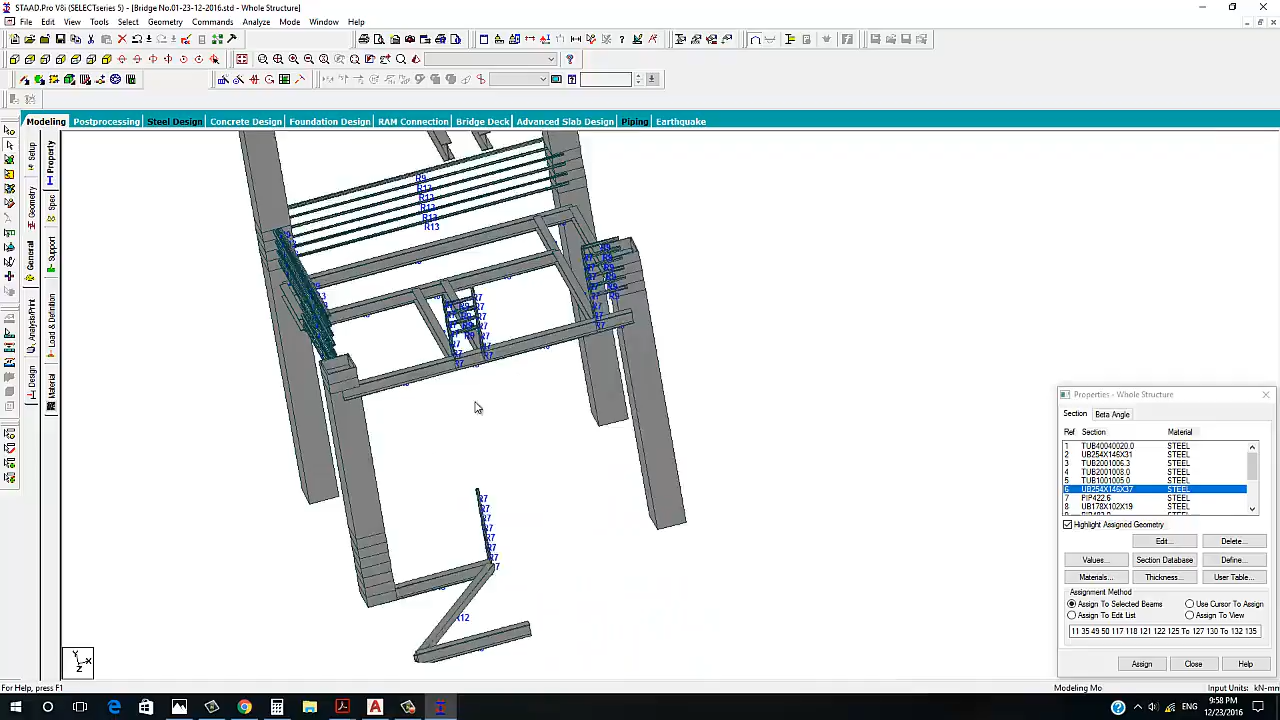 STAAD.Pro V8i (SELECTseries 5) - [Bridge No.01-23-12-2016.std - Whole Structure]
File Edit View Tools Select Geometry Commands Analyze Mode Window Help
Modeling Postprocessing Steel Design Concrete Design Foundation Design RAM Connection Bridge Deck Advanced Slab Design Piping Earthquake
Setup
Geometry
General
Analysis/Print
Design
Property
Spec
Support
Load & Definition
Material
R9
R13
R13
R13
R13
R7
R9
R7
R7
R12
Y
X
Z
Properties - Whole Structure
Section Beta Angle
Ref Section Material
1 TUB40040020.0 STEEL
2 UB254X146X31 STEEL
3 TUB2001006.3 STEEL
4 TUB2001008.0 STEEL
5 TUB1001005.0 STEEL
6 UB254X146X37 STEEL
7 PIP422.6 STEEL
8 UB178X102X19 STEEL
Highlight Assigned Geometry
Edit... Delete...
Values... Section Database Define...
Materials... Thickness... User Table...
Assignment Method
Assign To Selected Beams Use Cursor To Assign
Assign To Edit List Assign To View
11 35 49 50 117 118 121 122 125 To 127 130 To 132 135
Assign Close Help
For Help, press F1
Modeling Mo Input Units: kN-m
ENG
9:58 PM
12/23/2016